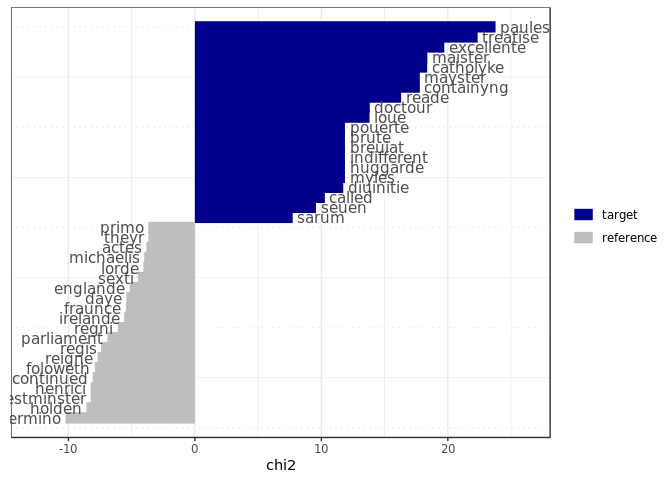 paules
treatise
excellente
maister
catholyke
mayster
containyng
reade
doctour
loue
pouerte
brute
breuiat
indifferent
huggarde
myles
diuinitie
called
seuen
sarum
primo
theyr
actes
michaelis
lorde
sexti
englande
daye
fraunce
irelande
regni
parliament
regis
reigne
foloweth
continued
henrici
estminster
holden
ermino
target
reference
-10 0 10 20
chi2